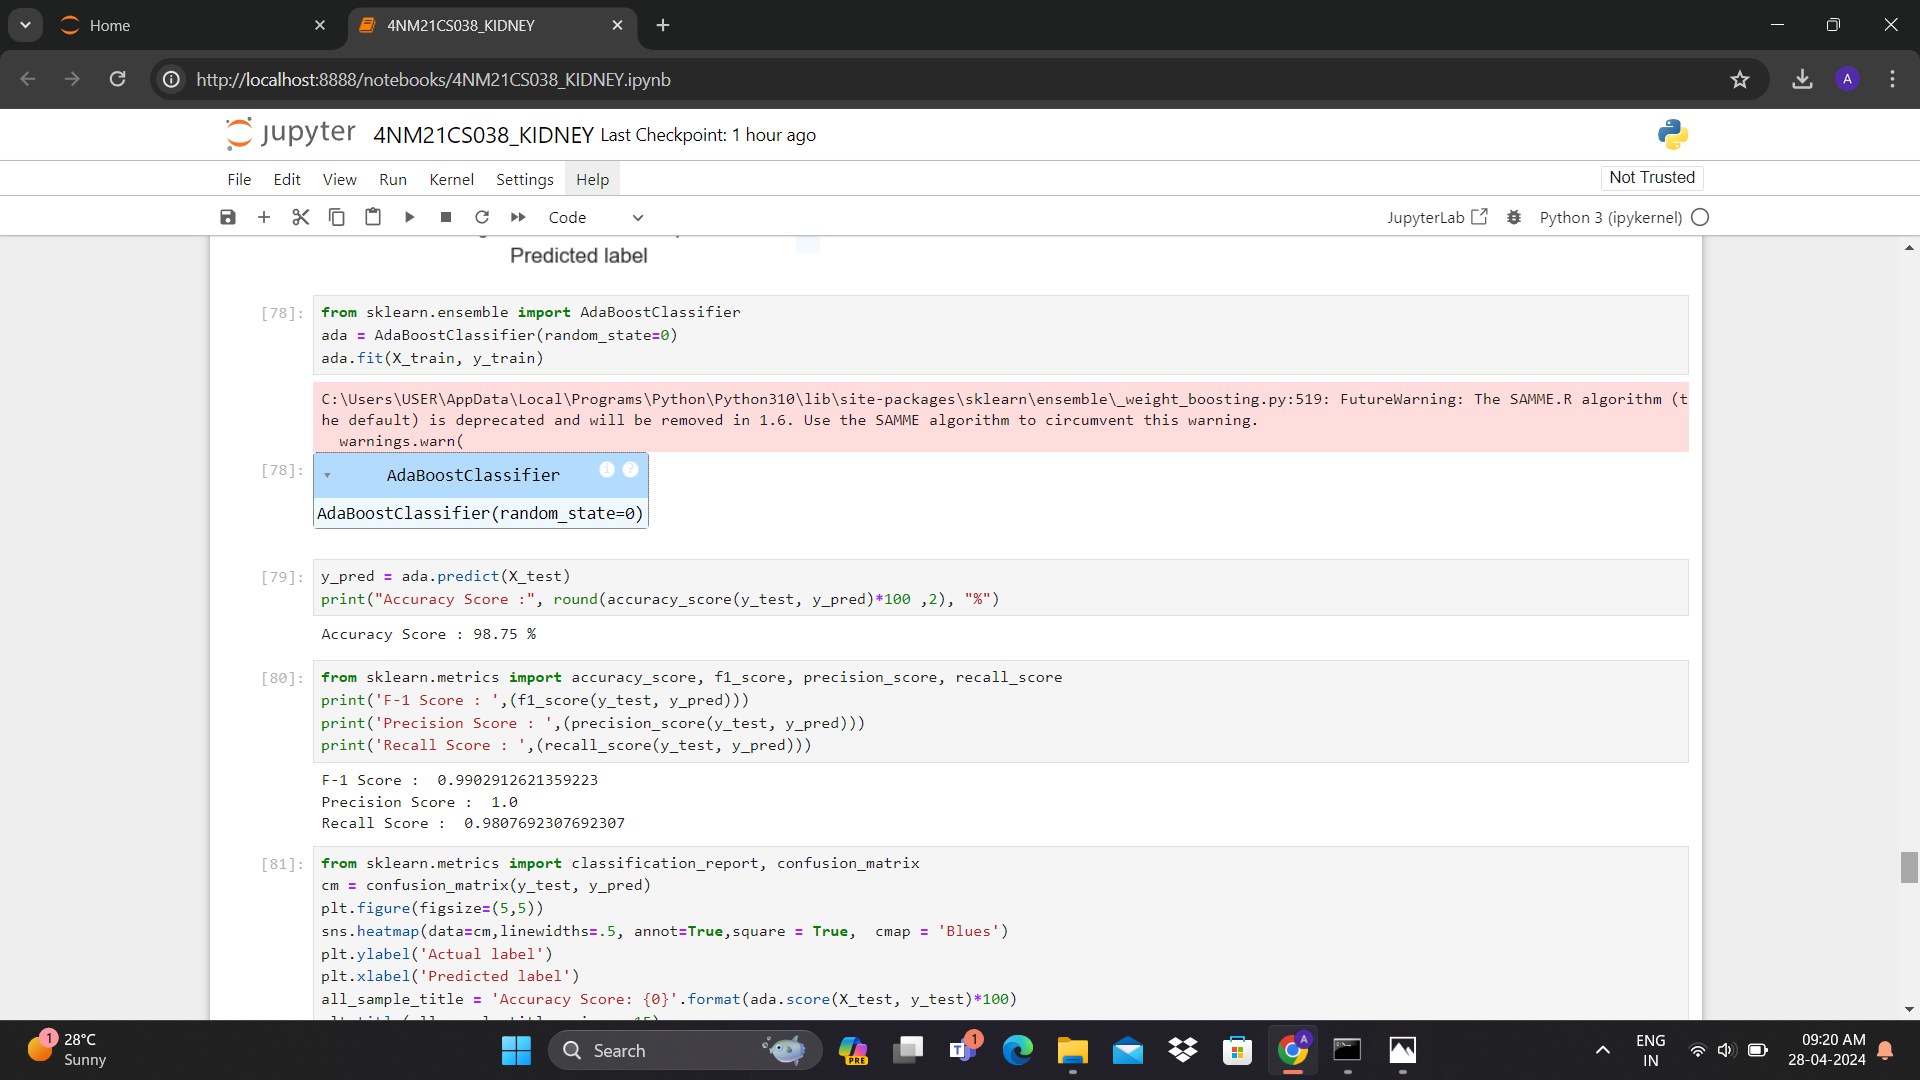 Home
4NM21CS038_KIDNEY
http://localhost:8888/notebooks/4NM21CS038_KIDNEY.ipynb
A
jupyter 4NM21CS038_KIDNEY Last Checkpoint: 1 hour ago
File Edit View Run Kernel Settings Help
Not Trusted
Code
JupyterLab
Python 3 (ipykernel)
Predicted label
[78]:
from sklearn.ensemble import AdaBoostClassifier
ada = AdaBoostClassifier(random_state=0)
ada.fit(X_train, y_train)
C:\Users\USER\AppData\Local\Programs\Python\Python310\lib\site-packages\sklearn\ensemble\_weight_boosting.py:519: FutureWarning: The SAMME.R algorithm (t
he default) is deprecated and will be removed in 1.6. Use the SAMME algorithm to circumvent this warning.
warnings.warn(
[78]:
AdaBoostClassifier
i ?
AdaBoostClassifier(random_state=0)
[79]:
y_pred = ada.predict(X_test)
print("Accuracy Score :", round(accuracy_score(y_test, y_pred)*100 ,2), "%")
Accuracy Score : 98.75 %
[80]:
from sklearn.metrics import accuracy_score, f1_score, precision_score, recall_score
print('F-1 Score : ',(f1_score(y_test, y_pred)))
print('Precision Score : ',(precision_score(y_test, y_pred)))
print('Recall Score : ',(recall_score(y_test, y_pred)))
F-1 Score :  0.9902912621359223
Precision Score :  1.0
Recall Score :  0.9807692307692307
[81]:
from sklearn.metrics import classification_report, confusion_matrix
cm = confusion_matrix(y_test, y_pred)
plt.figure(figsize=(5,5))
sns.heatmap(data=cm,linewidths=.5, annot=True,square = True,  cmap = 'Blues')
plt.ylabel('Actual label')
plt.xlabel('Predicted label')
all_sample_title = 'Accuracy Score: {0}'.format(ada.score(X_test, y_test)*100)
1
28°C
Sunny
Search
PRE
T
1
A
ENG
IN
09:20 AM
28-04-2024